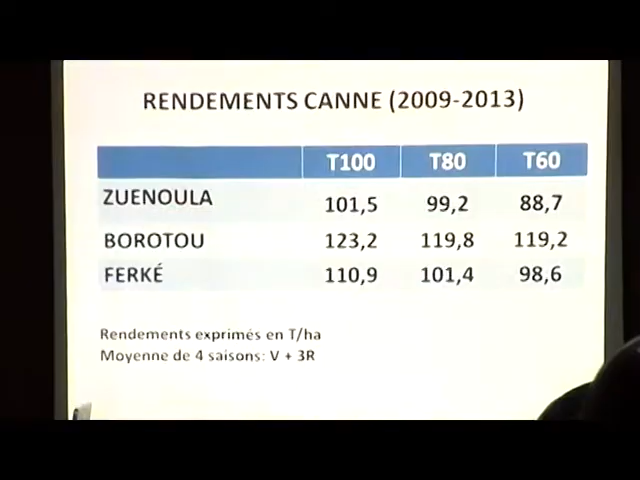 RENDEMENTS CANNE (2009-2013)
T100 T80 T60
ZUENOULA 101,5 99,2 88,7
BOROTOU 123,2 119,8 119,2
FERKÉ 110,9 101,4 98,6
Rendements exprimés en T/ha
Moyenne de 4 saisons: V + 3R